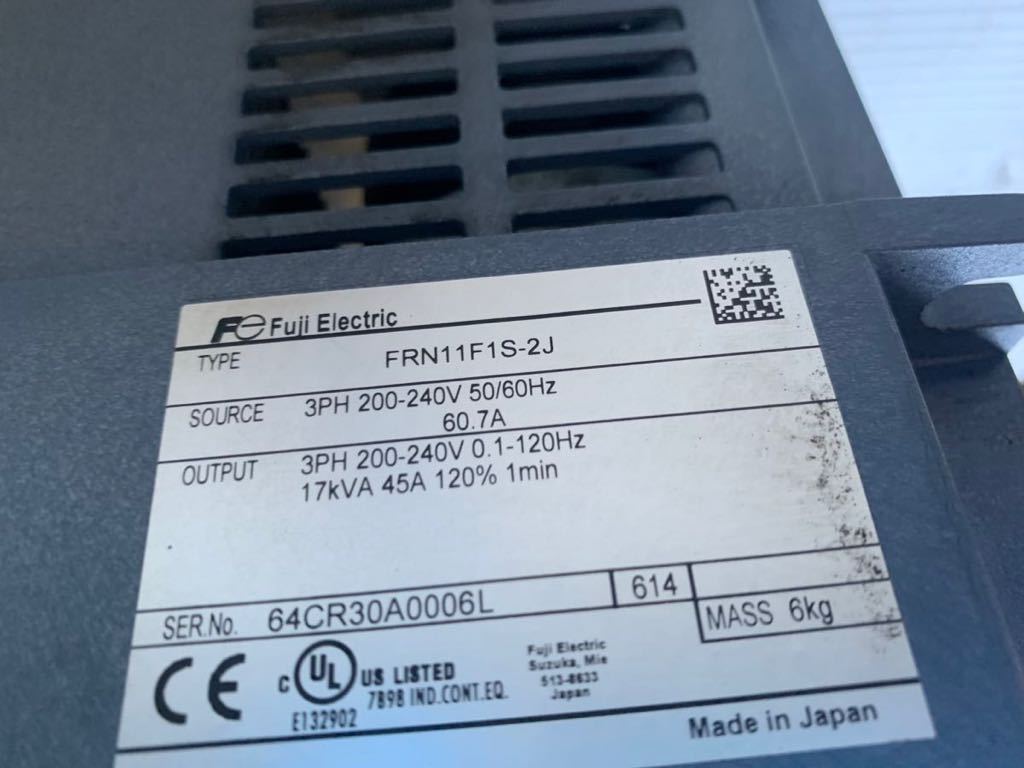 Fuji Electric
TYPE FRN11F1S-2J
SOURCE 3PH 200-240V 50/60Hz
60.7A
OUTPUT 3PH 200-240V 0.1-120Hz
17kVA 45A 120% 1min
SER.No. 64CR30A0006L 614
MASS 6kg
CE C UL US LISTED
7B98 IND.CONT.EQ.
E132902
Fuji Electric
Suzuka, Mie
513-8633
Japan
Made in Japan